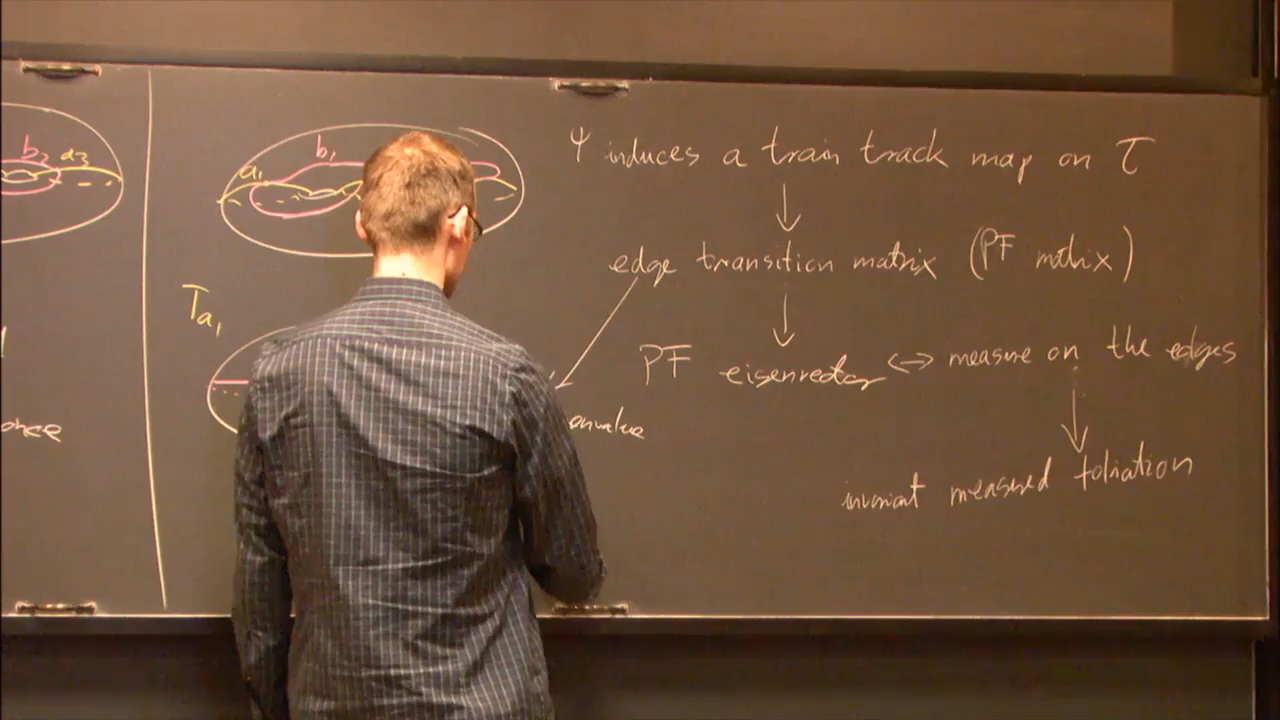 b₂ a₃
a₁ b₁
Ψ induces a train track map on τ
↓
edge transition matrix (PF matrix)
↓
T_{a₁}
PF eigenvector ↔ measure on the edges
↓
invariant measured foliation